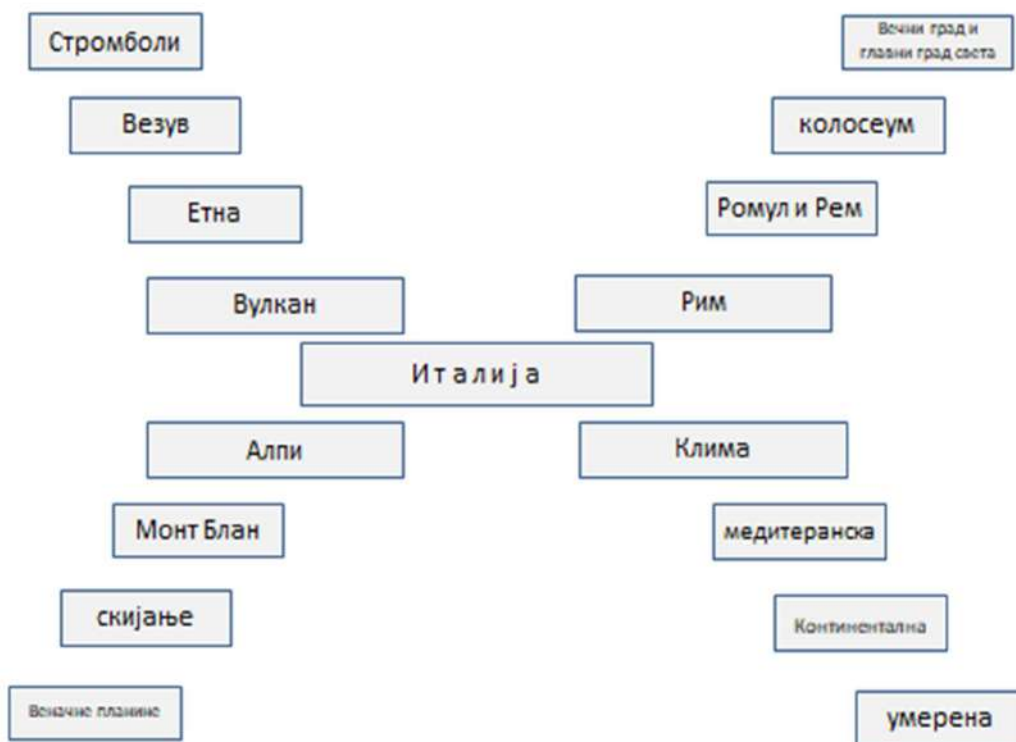 Стромболи
Вечни град и
главни град света
Везув
колосеум
Етна
Ромул и Рем
Вулкан
Рим
Италија
Алпи
Клима
Монт Блан
медитеранска
скијање
Континентална
Веначне планине
умерена